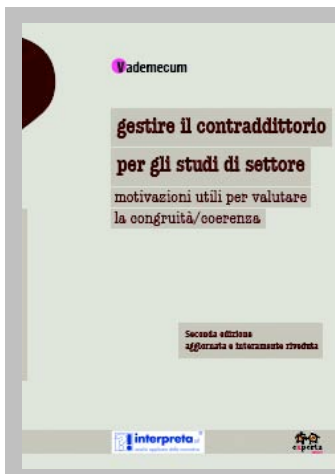 Vademecum
gestire il contraddittorio
per gli studi di settore
motivazioni utili per valutare
la congruità/coerenza
Seconda edizione
aggiornata e interamente riveduta
interpreta
experta